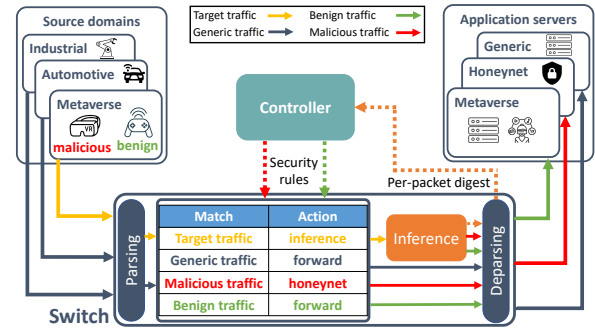 Source domains
Industrial
Automotive
Metaverse
VR
malicious
benign
Target traffic
Benign traffic
Generic traffic
Malicious traffic
Application servers
Generic
Honeynet
Metaverse
Controller
Security
rules
Per-packet digest
Parsing
Match
Action
Target traffic
inference
Generic traffic
forward
Malicious traffic
honeynet
Benign traffic
forward
Inference
Deparsing
Switch